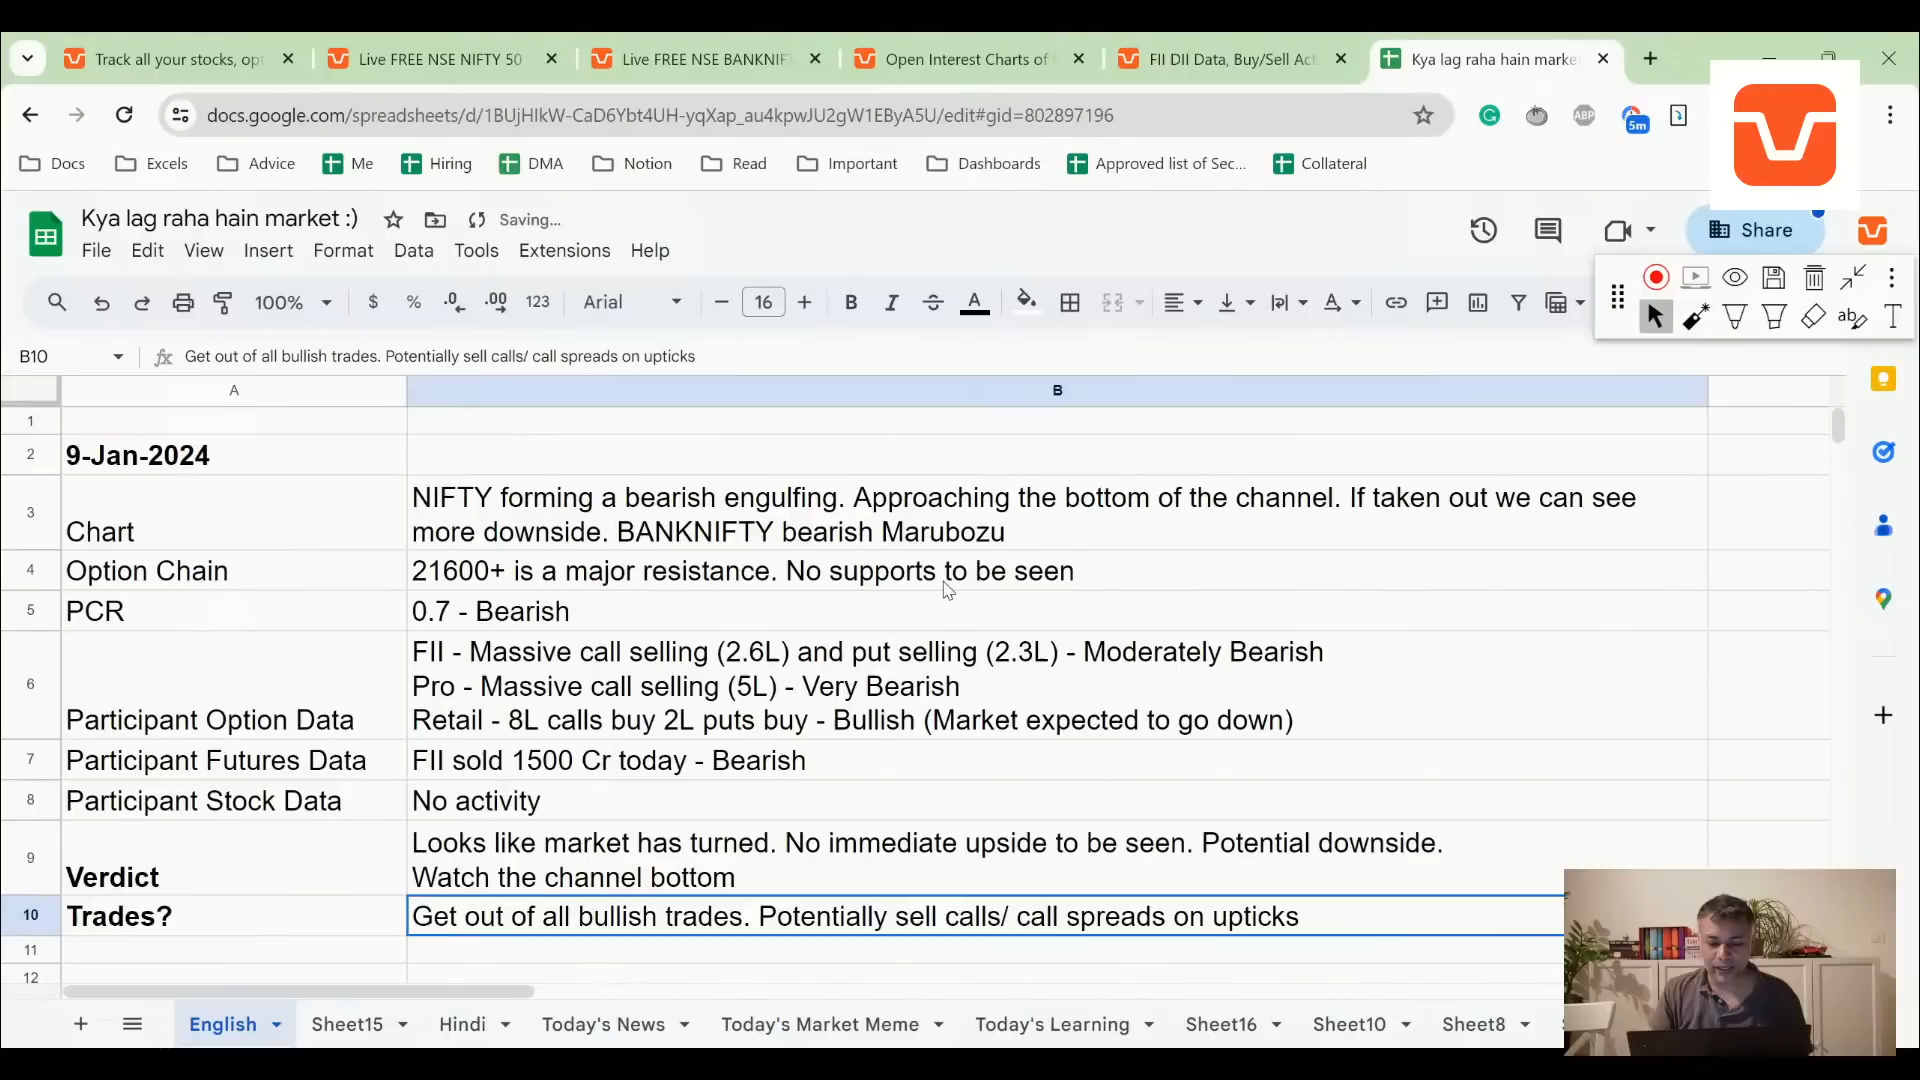 Track all your stocks, opt
Live FREE NSE NIFTY 50
Live FREE NSE BANKNIF
Open Interest Charts of
FII DII Data, Buy/Sell Act
Kya lag raha hain marke
docs.google.com/spreadsheets/d/1BUjHIkW-CaD6Ybt4UH-yqXap_au4kpwJU2gW1EByA5U/edit#gid=802897196
ABP
5m
Docs
Excels
Advice
Me
Hiring
DMA
Notion
Read
Important
Dashboards
Approved list of Sec...
Collateral
Kya lag raha hain market :)
Saving...
Share
File Edit View Insert Format Data Tools Extensions Help
100% $ % .0 .00 123 Arial 16 B I A
B10
fx Get out of all bullish trades. Potentially sell calls/ call spreads on upticks
A B
1
2 9-Jan-2024
3 Chart
NIFTY forming a bearish engulfing. Approaching the bottom of the channel. If taken out we can see
more downside. BANKNIFTY bearish Marubozu
4 Option Chain 21600+ is a major resistance. No supports to be seen
5 PCR 0.7 - Bearish
FII - Massive call selling (2.6L) and put selling (2.3L) - Moderately Bearish
6 Pro - Massive call selling (5L) - Very Bearish
Participant Option Data Retail - 8L calls buy 2L puts buy - Bullish (Market expected to go down)
7 Participant Futures Data FII sold 1500 Cr today - Bearish
8 Participant Stock Data No activity
9 Verdict
Looks like market has turned. No immediate upside to be seen. Potential downside.
Watch the channel bottom
10 Trades? Get out of all bullish trades. Potentially sell calls/ call spreads on upticks
11
12
English Sheet15 Hindi Today's News Today's Market Meme Today's Learning Sheet16 Sheet10 Sheet8